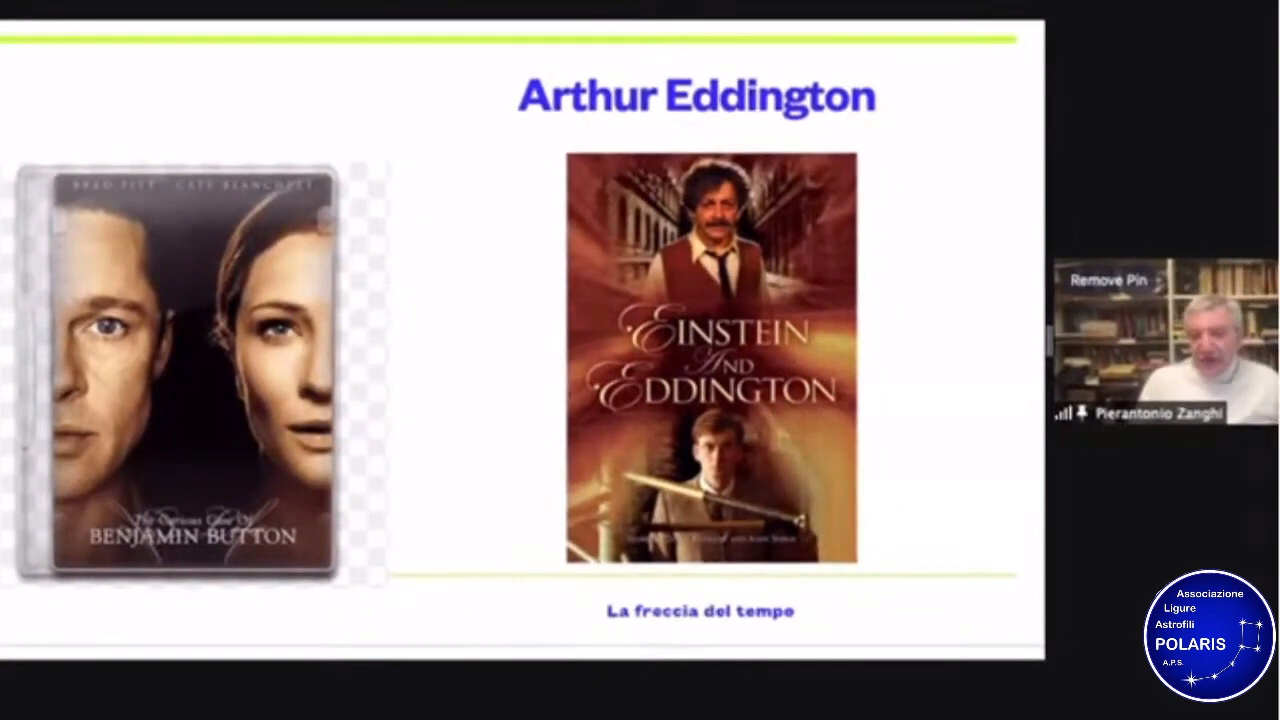 Arthur Eddington
BRAD PITT CATE BLANCHETT
The Curious Case Of
BENJAMIN BUTTON
EINSTEIN
AND
EDDINGTON
La freccia del tempo
Remove Pin
Pierantonio Zanghi
Associazione
Ligure
Astrofili
POLARIS
A.P.S.